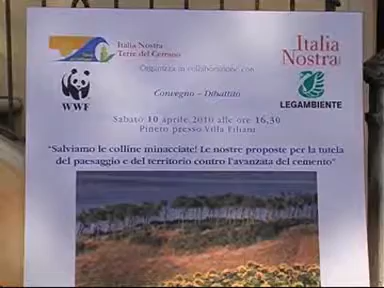 Italia Nostra
Terre del Cerrano
Italia
Nostra
Organizza in collaborazione con
WWF
LEGAMBIENTE
Convegno – Dibattito
Sabato 10 aprile 2010 alle ore 16,30
Pineto presso Villa Filiani
"Salviamo le colline minacciate! Le nostre proposte per la tutela
del paesaggio e del territorio contro l'avanzata del cemento"